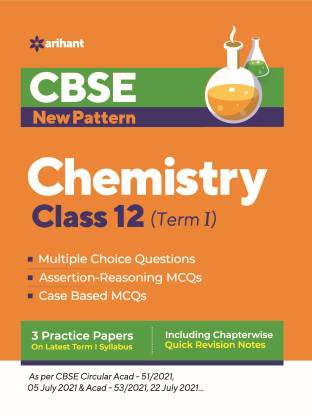 arihant
CBSE
New Pattern
Chemistry
Class 12 (Term I)
Multiple Choice Questions
Assertion-Reasoning MCQs
Case Based MCQs
3 Practice Papers
On Latest Term I Syllabus
Including Chapterwise
Quick Revision Notes
As per CBSE Circular Acad - 51/2021,
05 July 2021 & Acad - 53/2021, 22 July 2021...